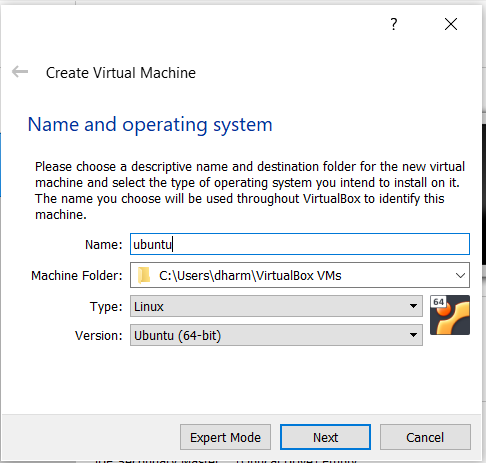 ?
Create Virtual Machine
Name and operating system
Please choose a descriptive name and destination folder for the new virtual
machine and select the type of operating system you intend to install on it.
The name you choose will be used throughout VirtualBox to identify this
machine.
Name: ubuntu
Machine Folder: C:\Users\dharm\VirtualBox VMs
Type: Linux
64
Version: Ubuntu (64-bit)
Expert Mode Next Cancel